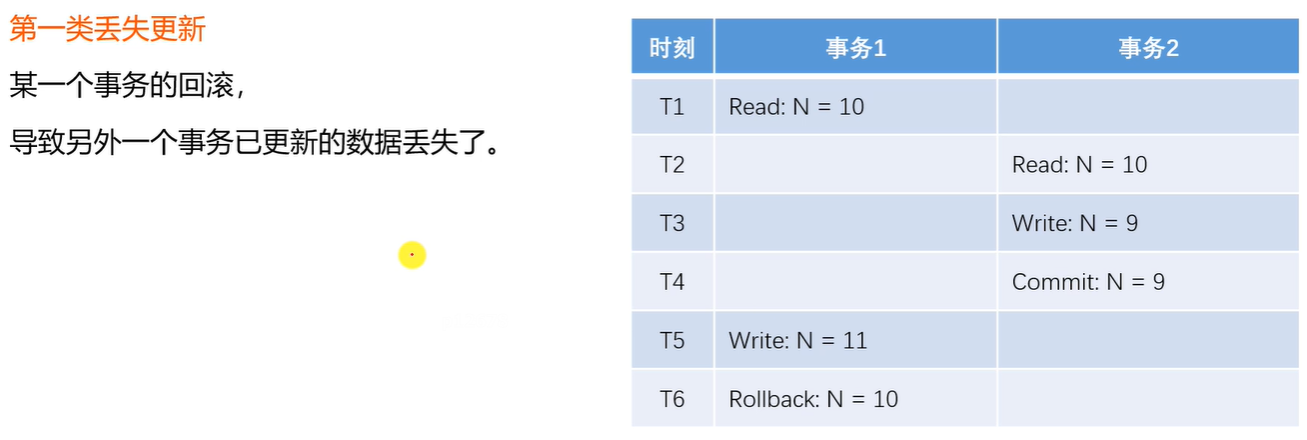 第一类丢失更新
某一个事务的回滚，
导致另外一个事务已更新的数据丢失了。
时刻 事务1 事务2
T1 Read: N = 10
T2 Read: N = 10
T3 Write: N = 9
T4 Commit: N = 9
T5 Write: N = 11
T6 Rollback: N = 10